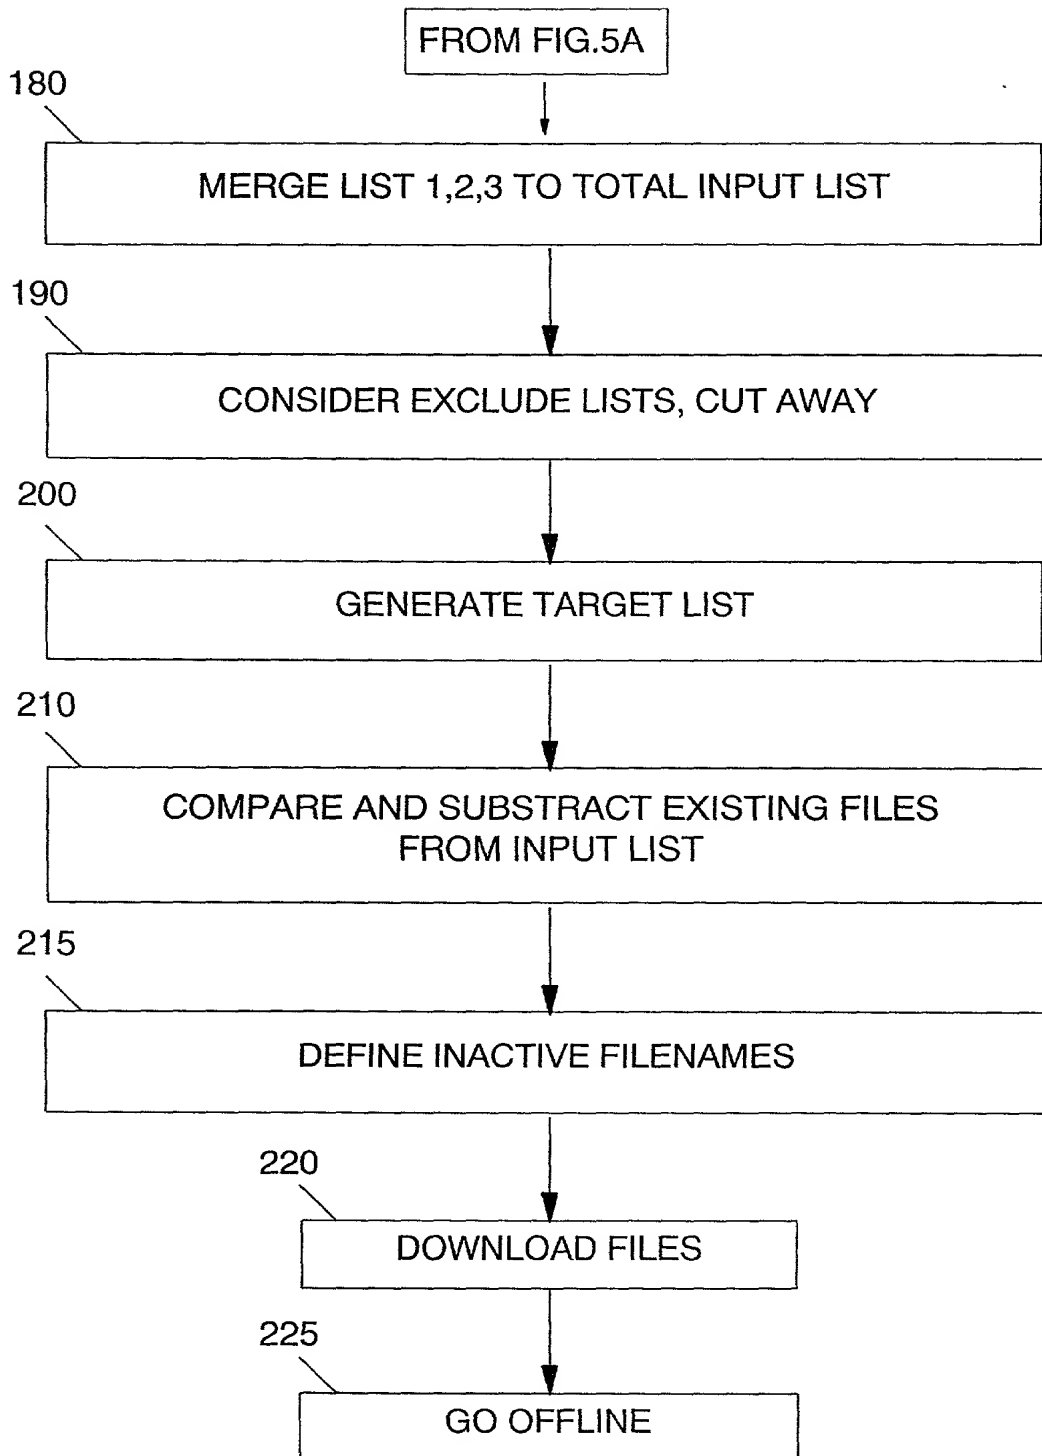 FROM FIG.5A
180
MERGE LIST 1,2,3 TO TOTAL INPUT LIST
190
CONSIDER EXCLUDE LISTS, CUT AWAY
200
GENERATE TARGET LIST
210
COMPARE AND SUBSTRACT EXISTING FILES
FROM INPUT LIST
215
DEFINE INACTIVE FILENAMES
220
DOWNLOAD FILES
225
GO OFFLINE